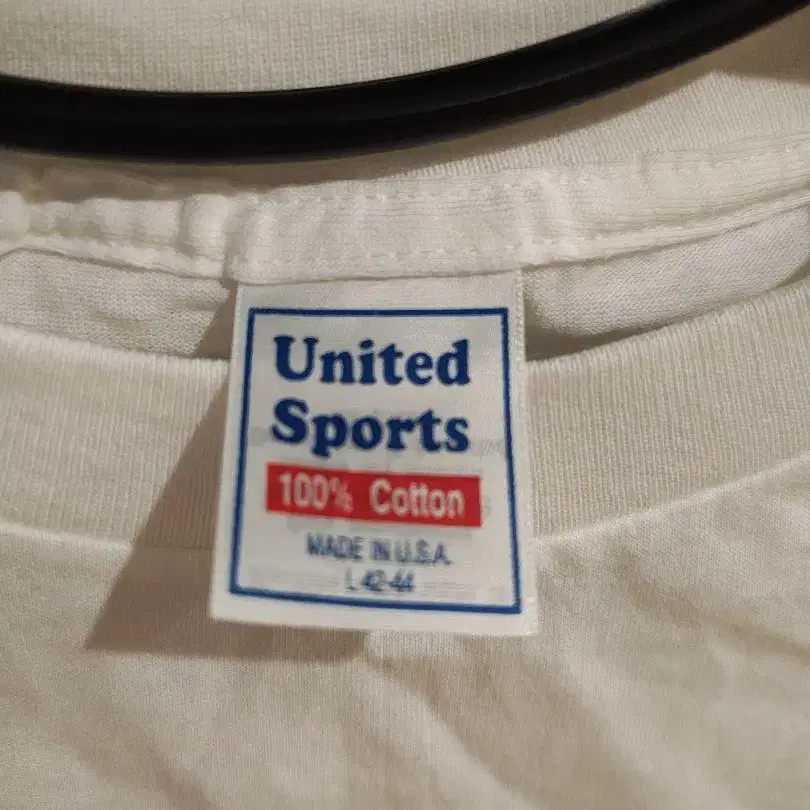 United
Sports
100% Cotton
MADE IN U.S.A.
L 42-44